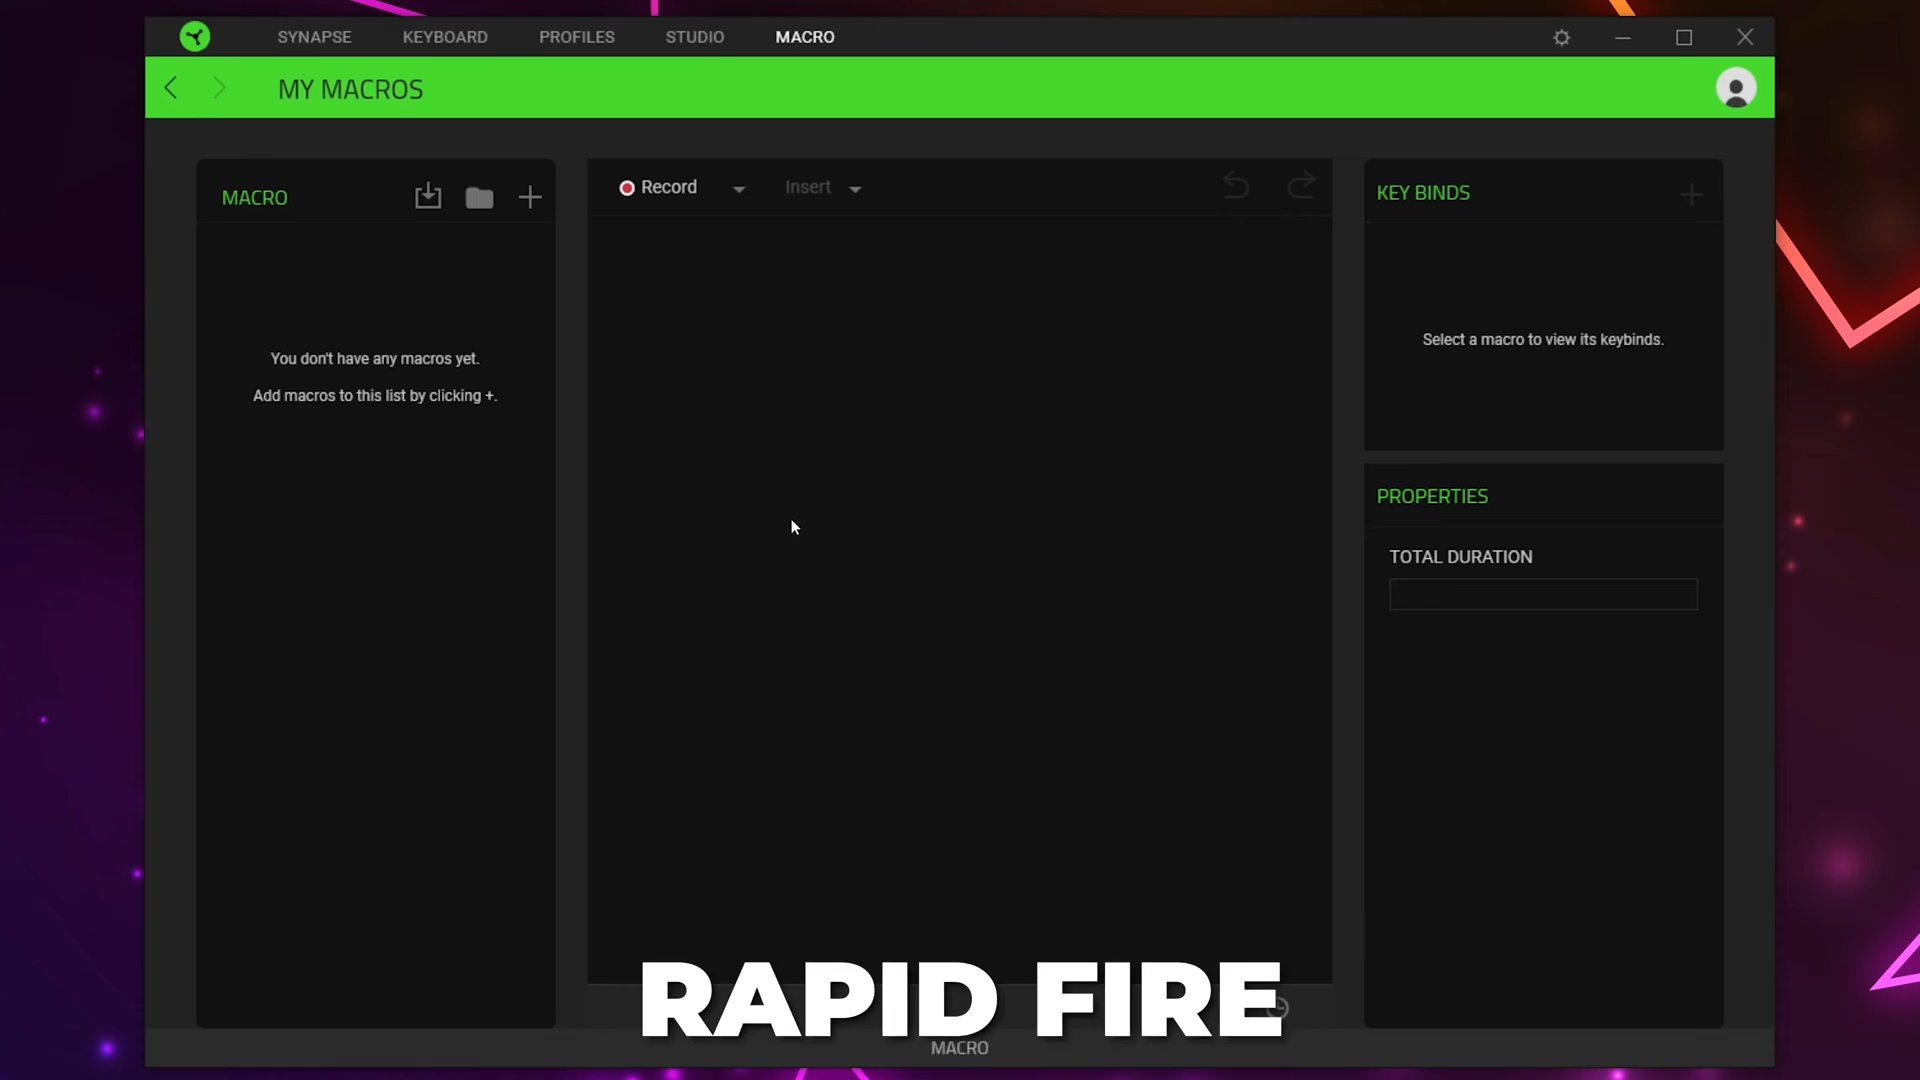 SYNAPSE KEYBOARD PROFILES STUDIO MACRO
MY MACROS
MACRO
Record Insert
KEY BINDS
You don't have any macros yet.
Add macros to this list by clicking +.
Select a macro to view its keybinds.
PROPERTIES
TOTAL DURATION
RAPID FIRE
MACRO